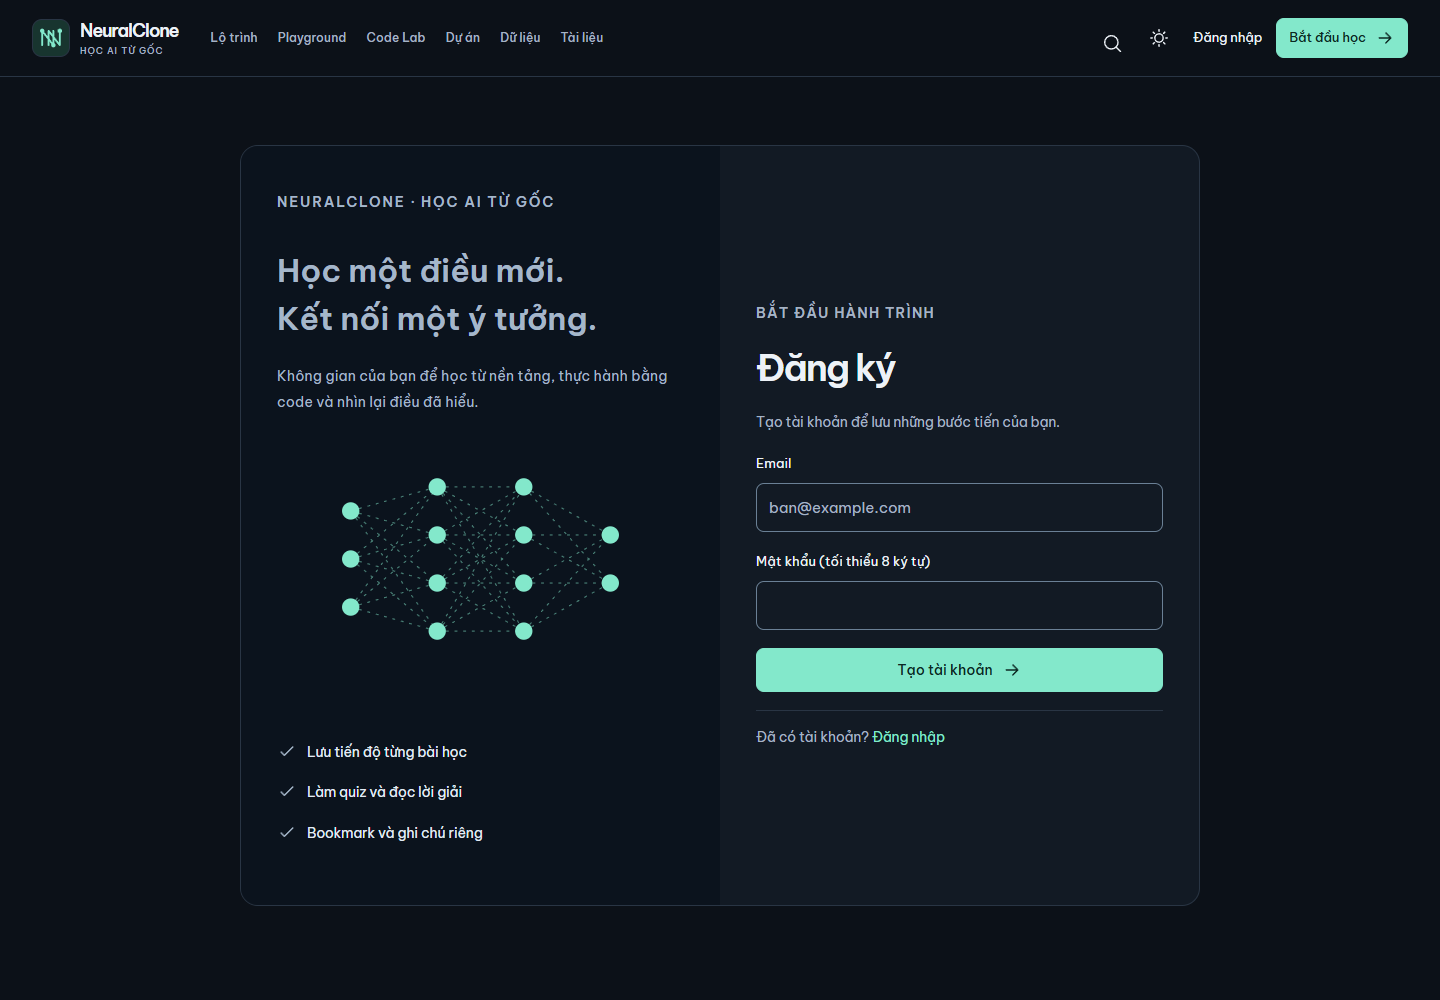 NeuralClone
HỌC AI TỪ GỐC
Lộ trình
Playground
Code Lab
Dự án
Dữ liệu
Tài liệu
Đăng nhập
Bắt đầu học
NEURALCLONE · HỌC AI TỪ GỐC
Học một điều mới.
Kết nối một ý tưởng.
Không gian của bạn để học từ nền tảng, thực hành bằng
code và nhìn lại điều đã hiểu.
Lưu tiến độ từng bài học
Làm quiz và đọc lời giải
Bookmark và ghi chú riêng
BẮT ĐẦU HÀNH TRÌNH
Đăng ký
Tạo tài khoản để lưu những bước tiến của bạn.
Email
ban@example.com
Mật khẩu (tối thiểu 8 ký tự)
Tạo tài khoản
Đã có tài khoản? Đăng nhập